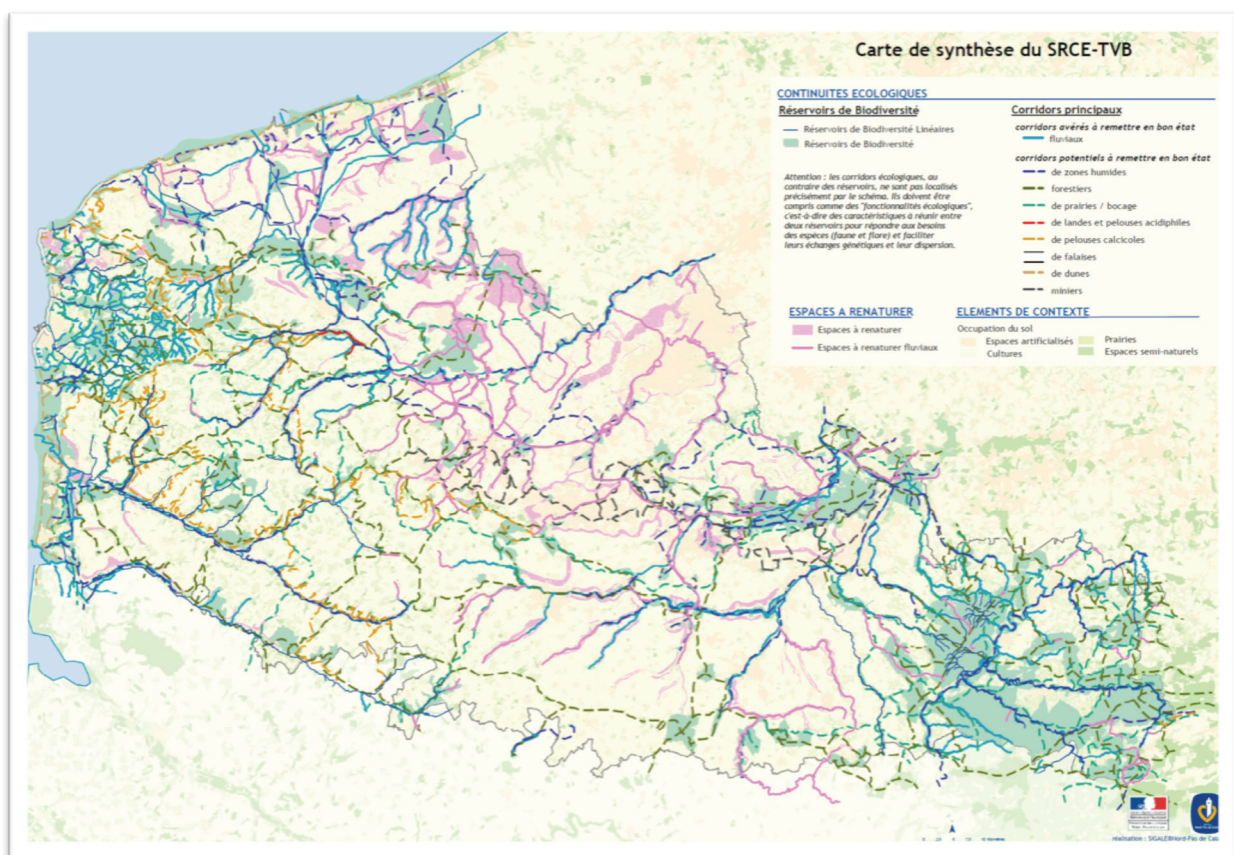 Carte de synthèse du SRCE-TVB
CONTINUITES ECOLOGIQUES
Réservoirs de Biodiversité
Réservoirs de Biodiversité Linéaires
Réservoirs de Biodiversité
Attention : les corridors écologiques, au
contraire des réservoirs, ne sont pas localisés
précisément par le schéma. Ils doivent être
compris comme des "fonctionnalités écologiques",
c'est-à-dire des caractéristiques à réunir entre
deux réservoirs pour répondre aux besoins
des espèces (faune et flore) et faciliter
leurs échanges génétiques et leur dispersion.
Corridors principaux
corridors avérés à remettre en bon état
fluviaux
corridors potentiels à remettre en bon état
de zones humides
forestiers
de prairies / bocage
de landes et pelouses acidiphiles
de pelouses calcicoles
de falaises
de dunes
miniers
ESPACES A RENATURER
Espaces à renaturer
Espaces à renaturer fluviaux
ELEMENTS DE CONTEXTE
Occupation du sol
Espaces artificialisés
Cultures
Prairies
Espaces semi-naturels
réalisation : SIGALE®Nord-Pas de Cal